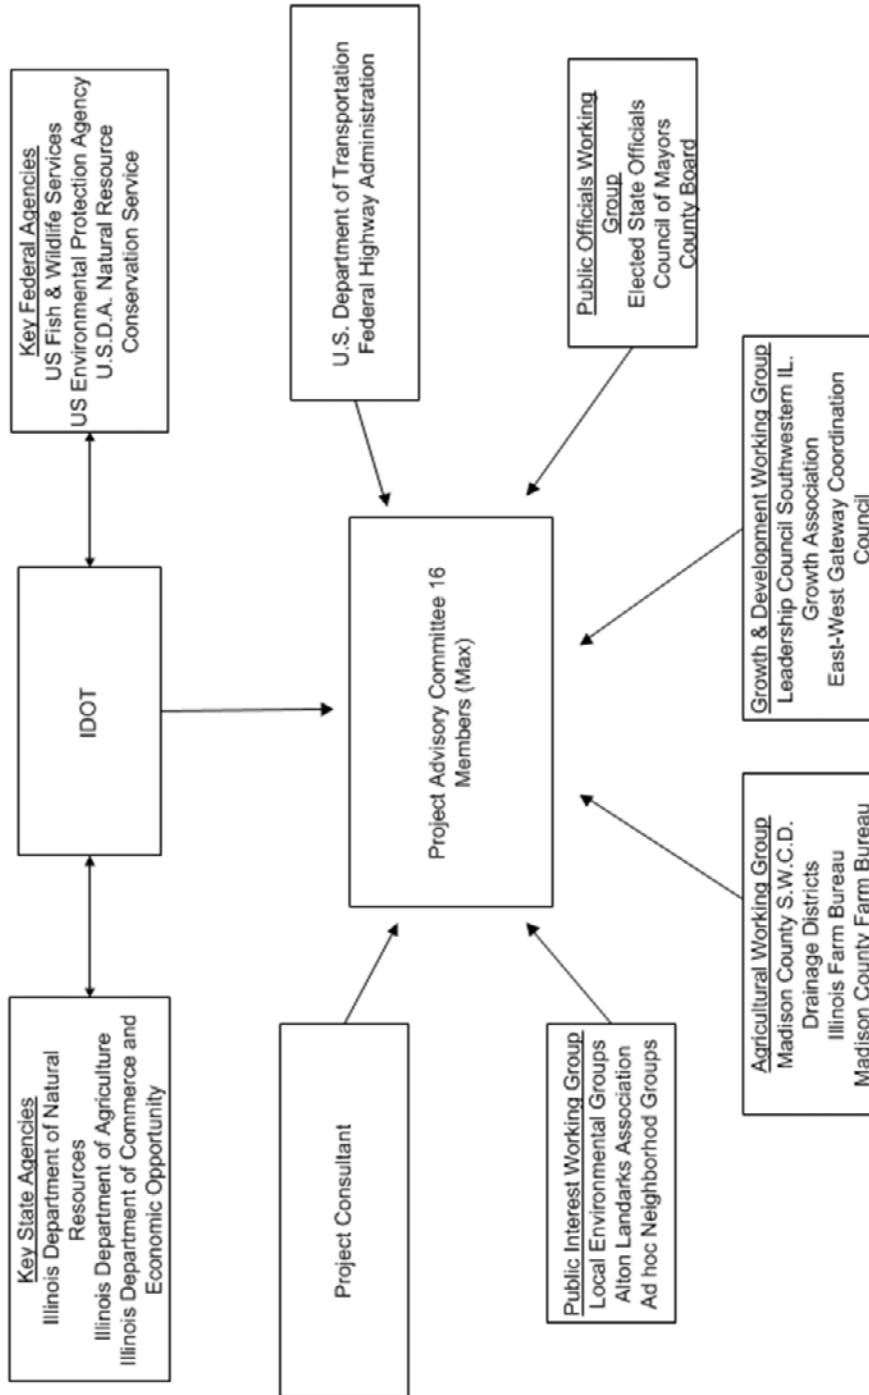 Key State Agencies
Illinois Department of Natural
Resources
Illinois Department of Agriculture
Illinois Department of Commerce and
Economic Opportunity
IDOT
Key Federal Agencies
US Fish & Wildlife Services
US Environmental Protection Agency
U.S.D.A. Natural Resource
Conservation Service
Project Consultant
Project Advisory Committee 16
Members (Max)
U.S. Department of Transportation
Federal Highway Administration
Public Interest Working Group
Local Environmental Groups
Alton Landarks Association
Ad hoc Neighborhod Groups
Public Officials Working
Group
Elected State Officials
Council of Mayors
County Board
Agricultural Working Group
Madison County S.W.C.D.
Drainage Districts
Illinois Farm Bureau
Madison County Farm Bureau
Growth & Development Working Group
Leadership Council Southwestern IL.
Growth Association
East-West Gateway Coordination
Council